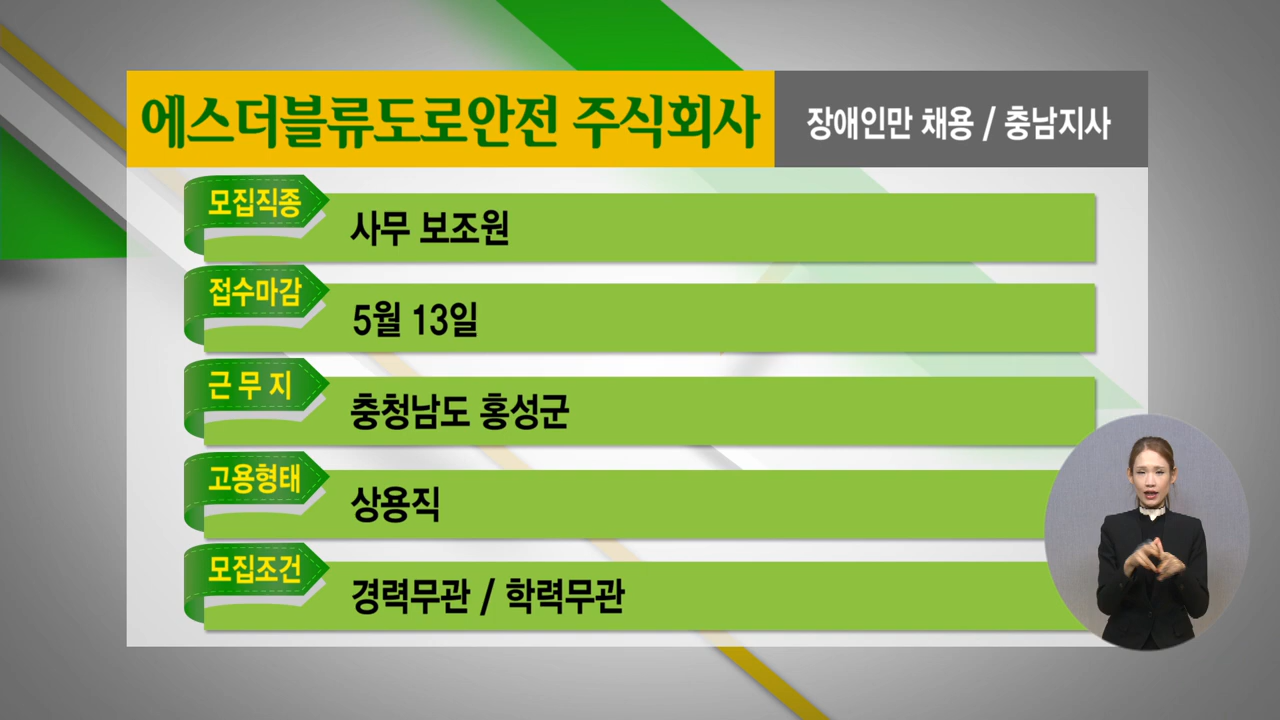 에스더블류도로안전 주식회사
장애인만 채용 / 충남지사
모집직종
사무 보조원
접수마감
5월 13일
근 무 지
충청남도 홍성군
고용형태
상용직
모집조건
경력무관 / 학력무관